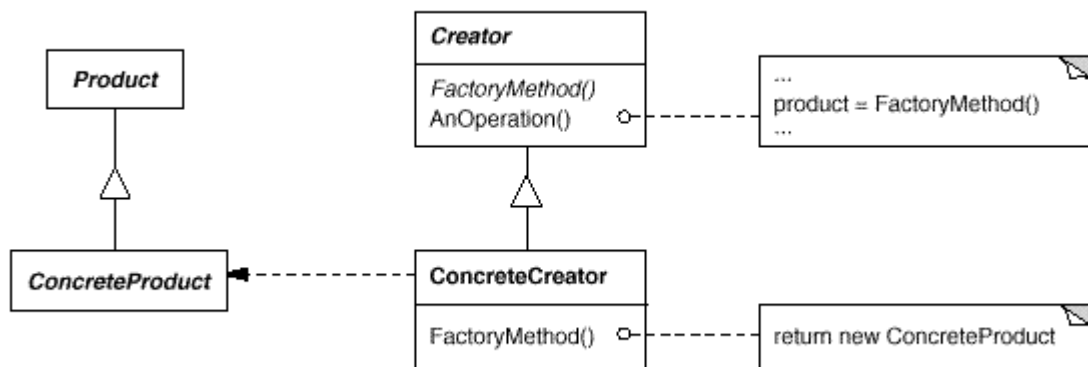 Product
ConcreteProduct
Creator
FactoryMethod()
AnOperation()
...
product = FactoryMethod()
...
ConcreteCreator
FactoryMethod()
return new ConcreteProduct